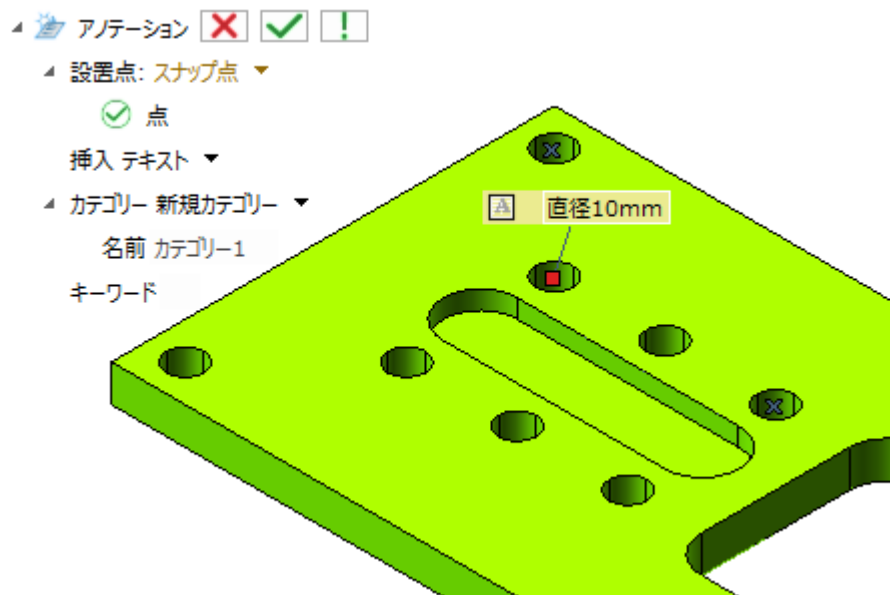 アノテーション
設置点: スナップ点
点
挿入 テキスト
カテゴリー 新規カテゴリー
名前 カテゴリー1
キーワード
A 直径10mm